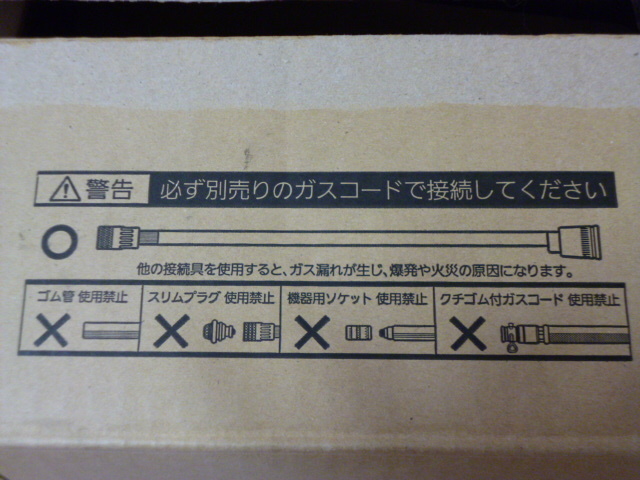 警告 必ず別売りのガスコードで接続してください
他の接続具を使用すると、ガス漏れが生じ、爆発や火災の原因になります。
ゴム管 使用禁止
スリムプラグ 使用禁止
機器用ソケット 使用禁止
クチゴム付ガスコード 使用禁止